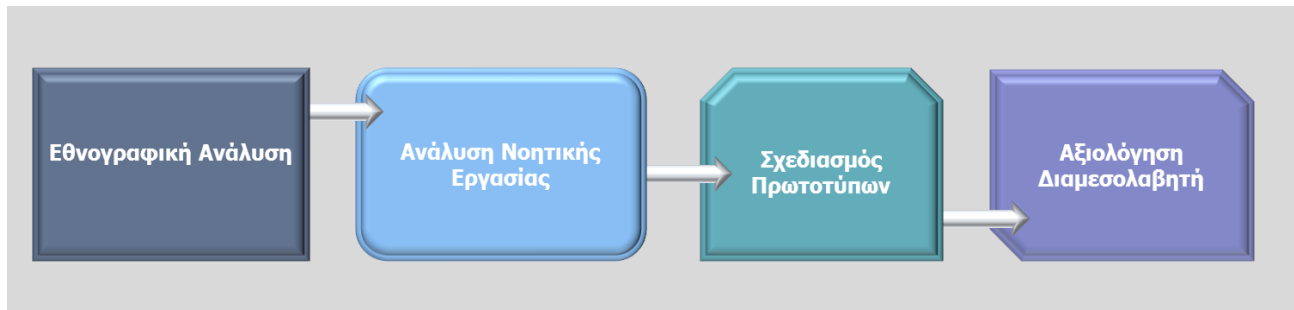 Εθνογραφική Ανάλυση
Ανάλυση Νοητικής
Εργασίας
Σχεδιασμός
Πρωτοτύπων
Αξιολόγηση
Διαμεσολαβητή